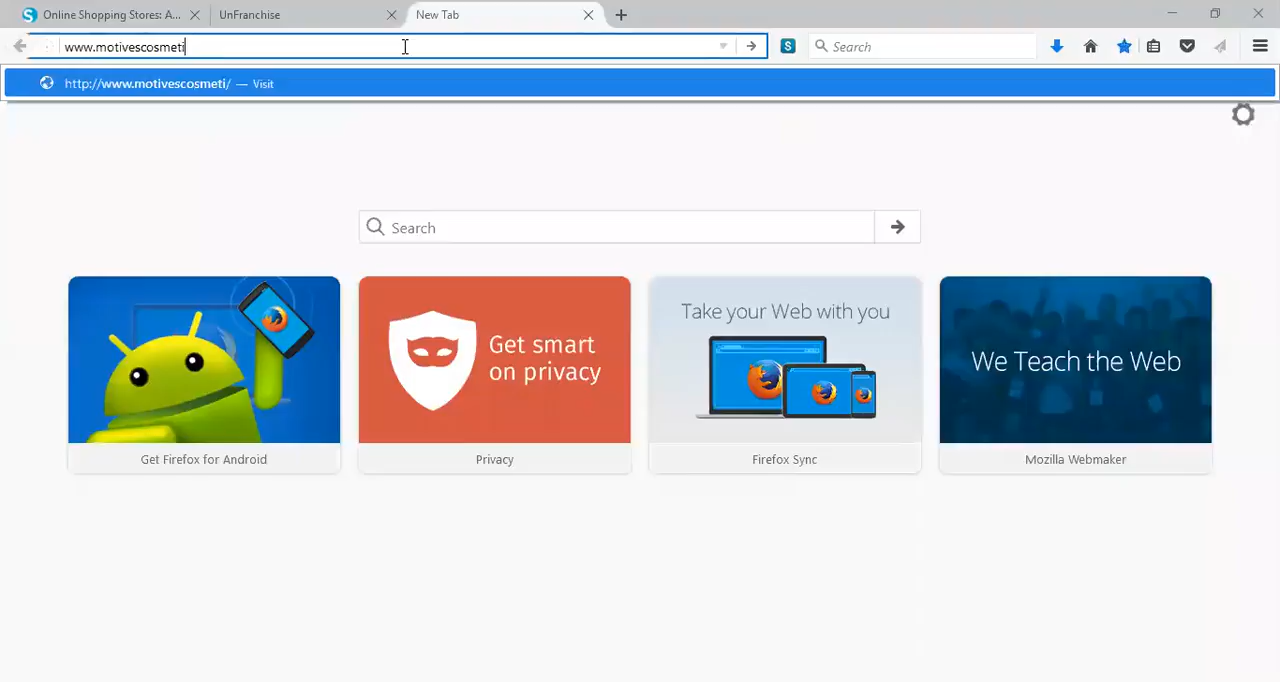 Online Shopping Stores: A...
UnFranchise
New Tab
www.motivescosmeti
Search
http://www.motivescosmeti/ — Visit
Search
Get smart
on privacy
Take your Web with you
We Teach the Web
Get Firefox for Android
Privacy
Firefox Sync
Mozilla Webmaker